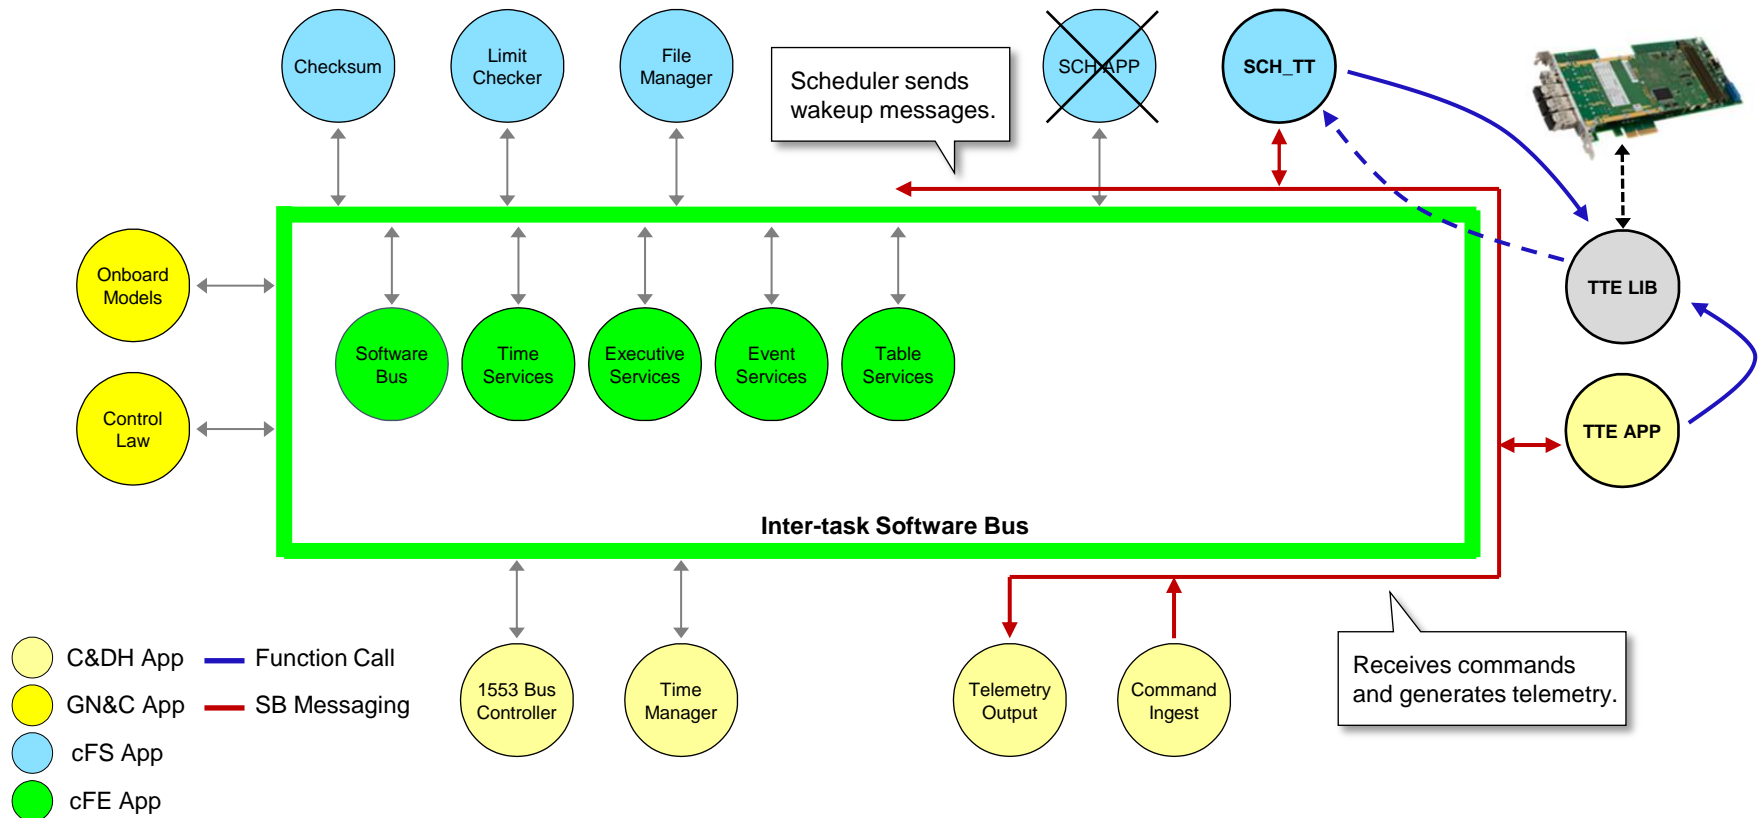 Checksum
Limit
Checker
File
Manager
Scheduler sends
wakeup messages.
SCH APP
SCH_TT
Onboard
Models
TTE LIB
Software
Bus
Time
Services
Executive
Services
Event
Services
Table
Services
Control
Law
TTE APP
Inter-task Software Bus
C&DH App
Function Call
GN&C App
SB Messaging
cFS App
cFE App
1553 Bus
Controller
Time
Manager
Telemetry
Output
Command
Ingest
Receives commands
and generates telemetry.